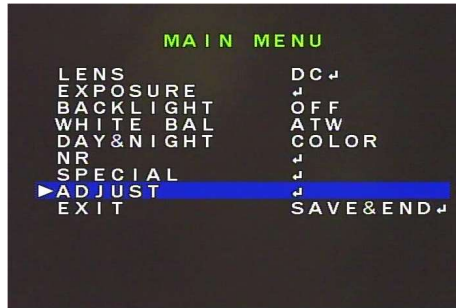 MAIN MENU
LENS DC↵
EXPOSURE ↵
BACKLIGHT OFF
WHITE BAL ATW
DAY&NIGHT COLOR
NR ↵
SPECIAL ↵
►ADJUST ↵
EXIT SAVE&END↵